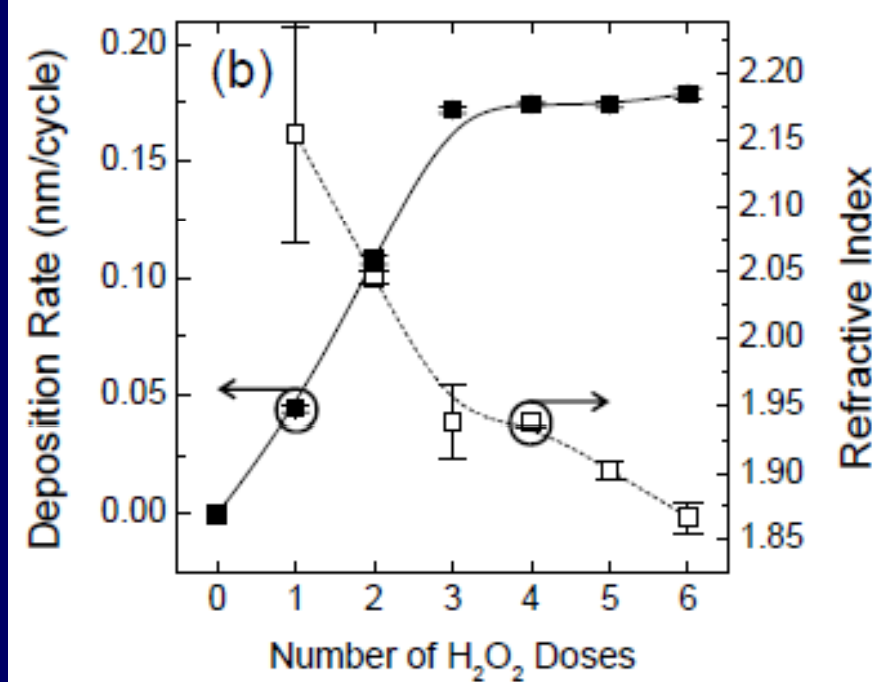 (b)
Deposition Rate (nm/cycle)
0.20
0.15
0.10
0.05
0.00
2.20
2.15
2.10
2.05
2.00
1.95
1.90
1.85
Refractive Index
0 1 2 3 4 5 6
Number of H₂O₂ Doses